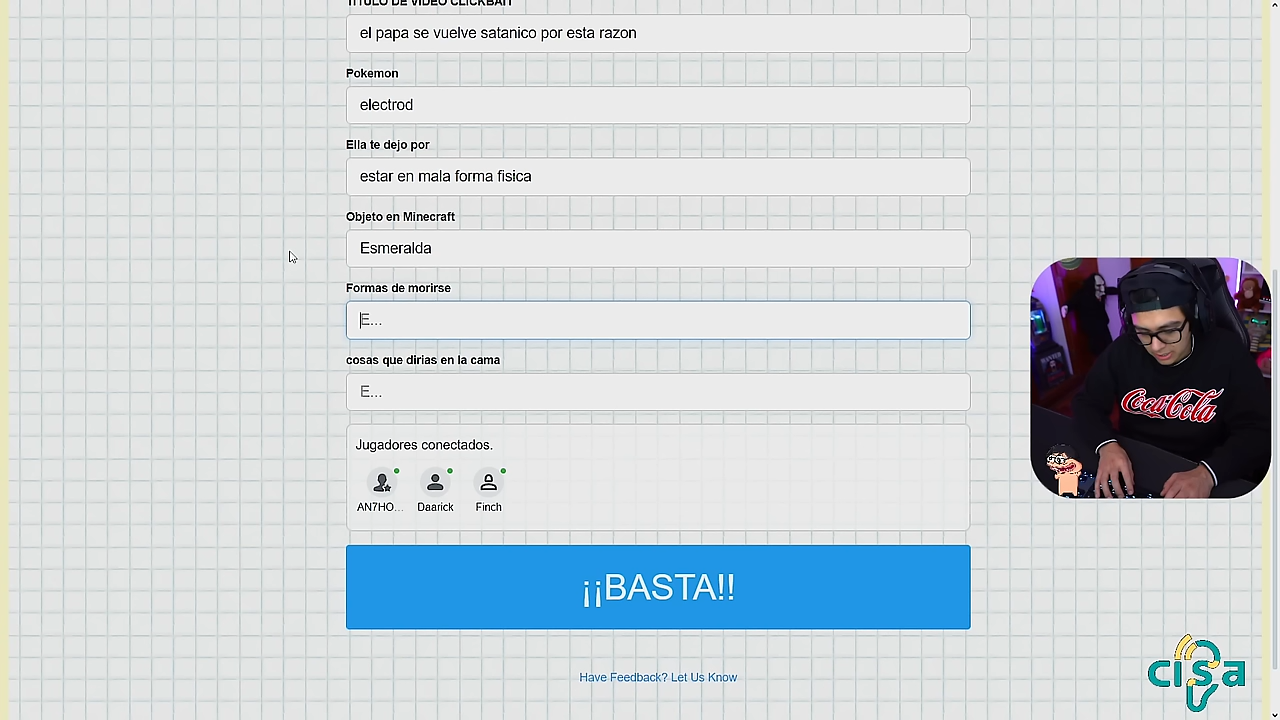 TITULO DE VIDEO CLICKBAIT
el papa se vuelve satanico por esta razon
Pokemon
electrod
Ella te dejo por
estar en mala forma fisica
Objeto en Minecraft
Esmeralda
Formas de morirse
E...
cosas que dirias en la cama
E...
Jugadores conectados.
AN7HO... Daarick Finch
¡¡BASTA!!
Have Feedback? Let Us Know
Coca-Cola
cisa